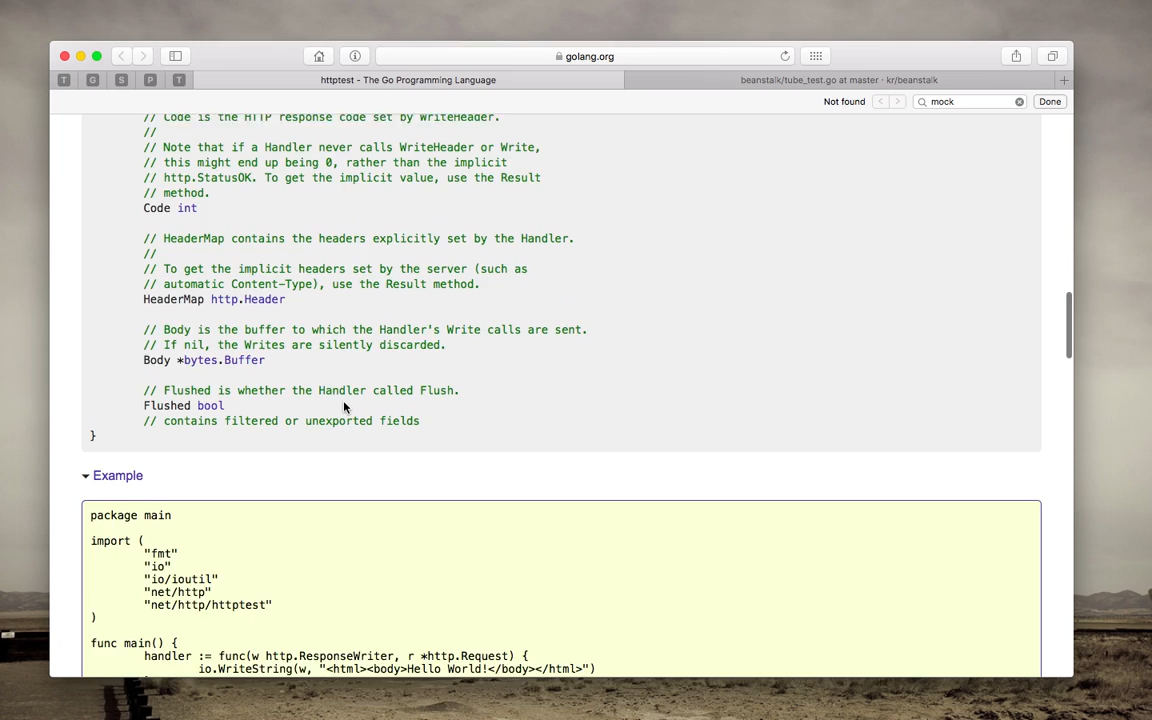 golang.org
T G S P T
httptest - The Go Programming Language
beanstalk/tube_test.go at master · kr/beanstalk
Not found
mock
Done
// Code is the HTTP response code set by WriteHeader.
//
// Note that if a Handler never calls WriteHeader or Write,
// this might end up being 0, rather than the implicit
// http.StatusOK. To get the implicit value, use the Result
// method.
Code int
// HeaderMap contains the headers explicitly set by the Handler.
//
// To get the implicit headers set by the server (such as
// automatic Content-Type), use the Result method.
HeaderMap http.Header
// Body is the buffer to which the Handler's Write calls are sent.
// If nil, the Writes are silently discarded.
Body *bytes.Buffer
// Flushed is whether the Handler called Flush.
Flushed bool
// contains filtered or unexported fields
}
Example
package main
import (
"fmt"
"io"
"io/ioutil"
"net/http"
"net/http/httptest"
)
func main() {
handler := func(w http.ResponseWriter, r *http.Request) {
io.WriteString(w, "<html><body>Hello World!</body></html>")